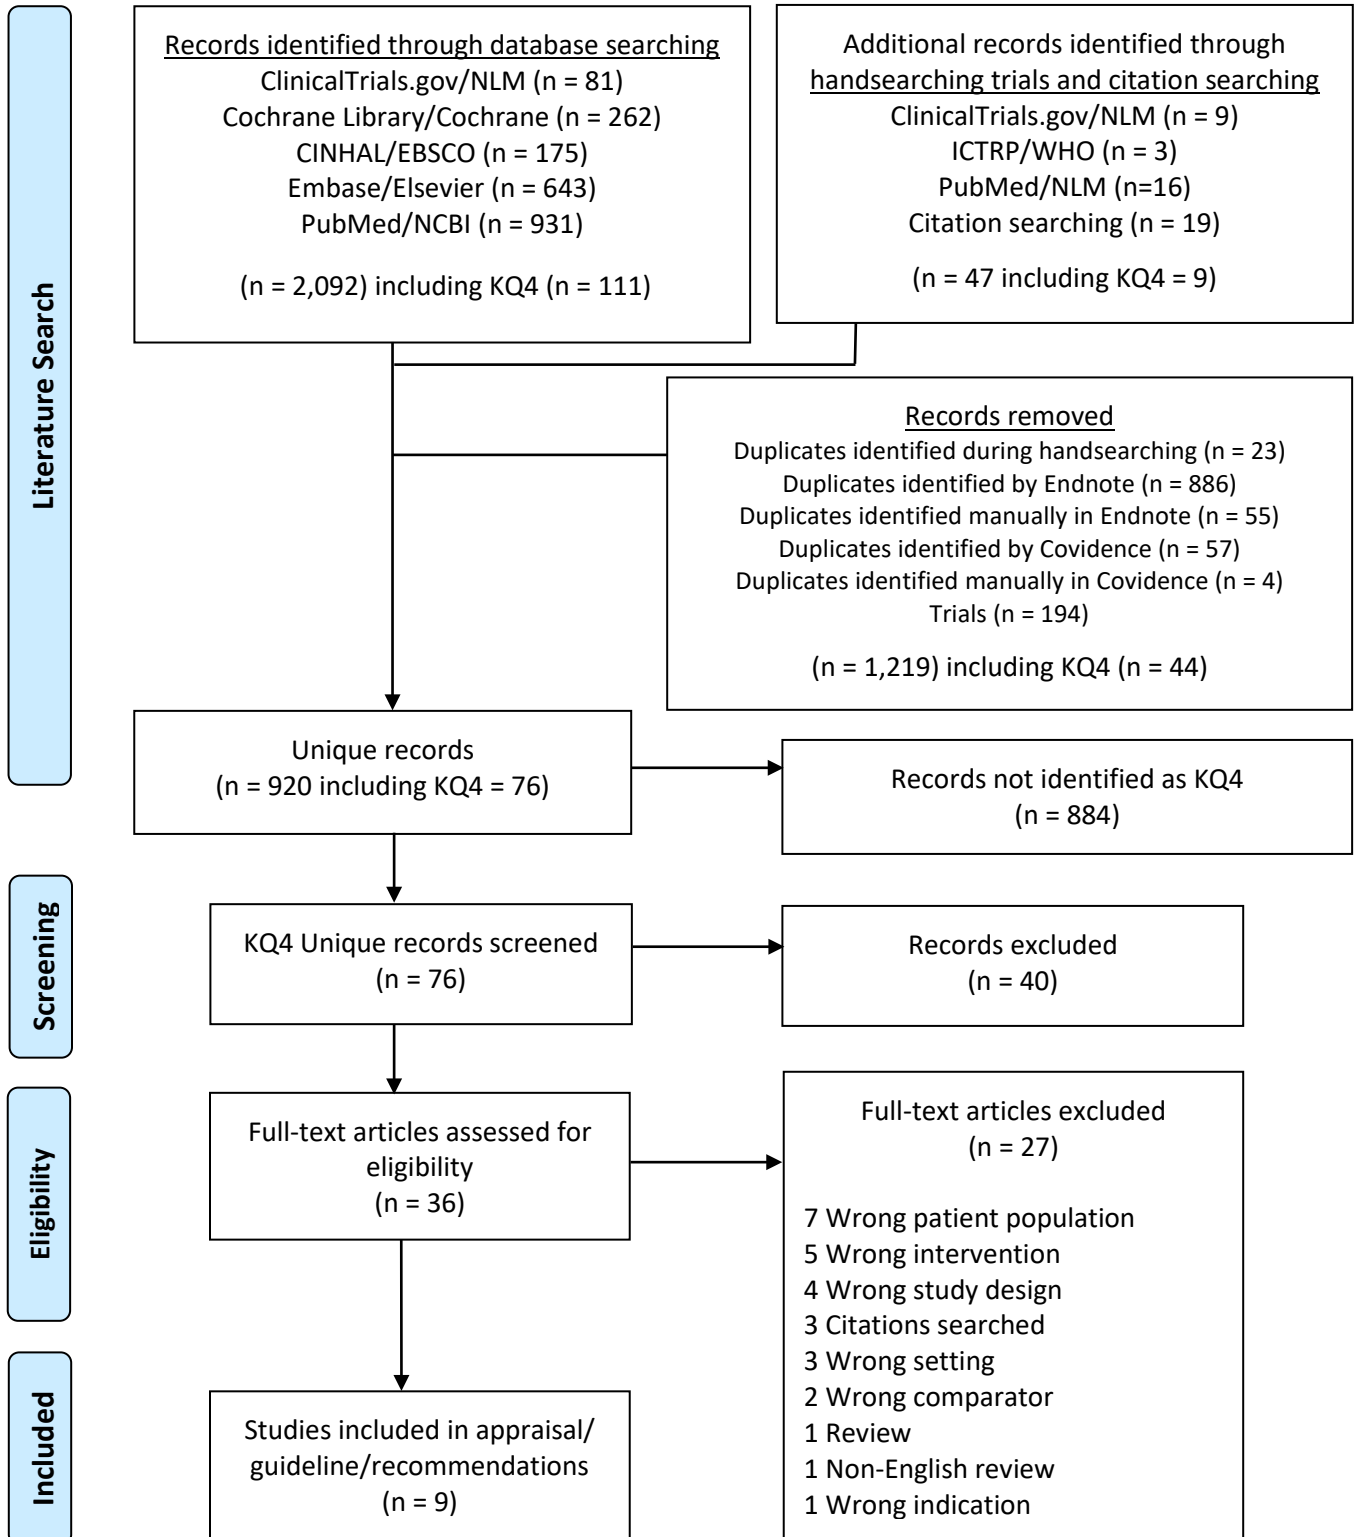 Literature Search
Records identified through database searching
ClinicalTrials.gov/NLM (n = 81)
Cochrane Library/Cochrane (n = 262)
CINHAL/EBSCO (n = 175)
Embase/Elsevier (n = 643)
PubMed/NCBI (n = 931)
(n = 2,092) including KQ4 (n = 111)
Additional records identified through
handsearching trials and citation searching
ClinicalTrials.gov/NLM (n = 9)
ICTRP/WHO (n = 3)
PubMed/NLM (n=16)
Citation searching (n = 19)
(n = 47 including KQ4 = 9)
Records removed
Duplicates identified during handsearching (n = 23)
Duplicates identified by Endnote (n = 886)
Duplicates identified manually in Endnote (n = 55)
Duplicates identified by Covidence (n = 57)
Duplicates identified manually in Covidence (n = 4)
Trials (n = 194)
(n = 1,219) including KQ4 (n = 44)
Unique records
(n = 920 including KQ4 = 76)
Records not identified as KQ4
(n = 884)
Screening
KQ4 Unique records screened
(n = 76)
Records excluded
(n = 40)
Eligibility
Full-text articles assessed for
eligibility
(n = 36)
Full-text articles excluded
(n = 27)
7 Wrong patient population
5 Wrong intervention
4 Wrong study design
3 Citations searched
3 Wrong setting
2 Wrong comparator
1 Review
1 Non-English review
1 Wrong indication
Included
Studies included in appraisal/
guideline/recommendations
(n = 9)